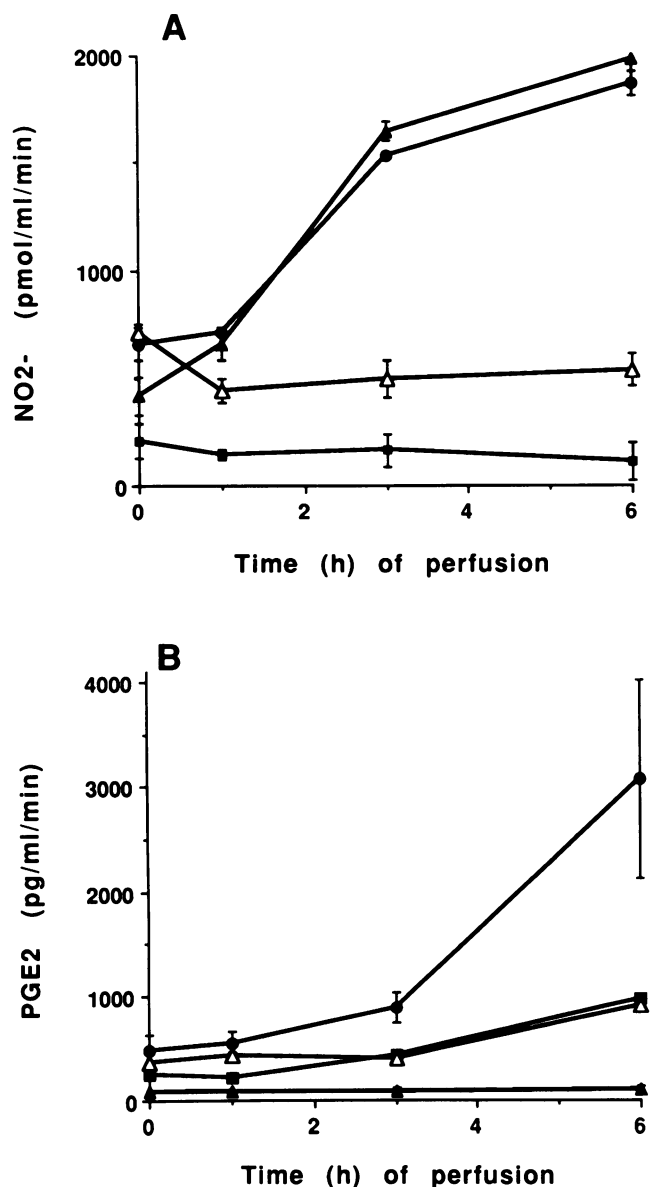 A
2000
1000
0
NO2- (pmol/ml/min)
0 2 4 6
Time (h) of perfusion
B
4000
3000
2000
1000
0
PGE2 (pg/ml/min)
0 2 4 6
Time (h) of perfusion